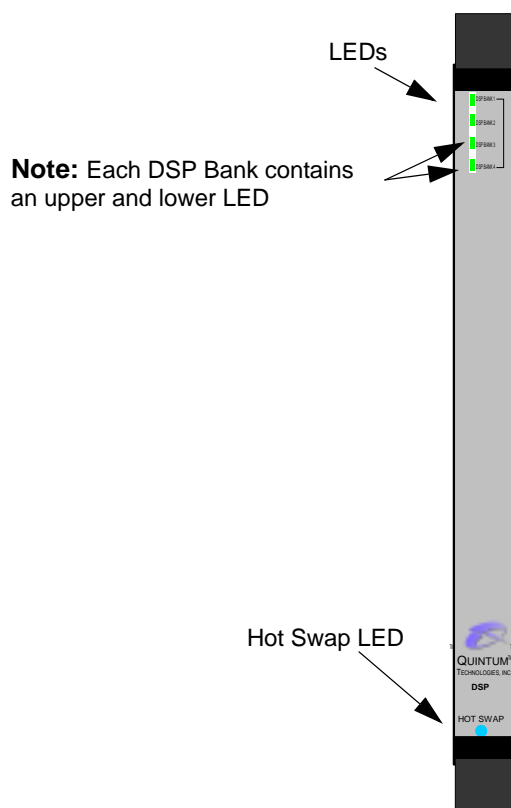 LEDs
DSP BANK 1
DSP BANK 2
DSP BANK 3
DSP BANK 4
Note: Each DSP Bank contains
an upper and lower LED
Hot Swap LED
QUINTUM
TECHNOLOGIES, INC
DSP
HOT SWAP